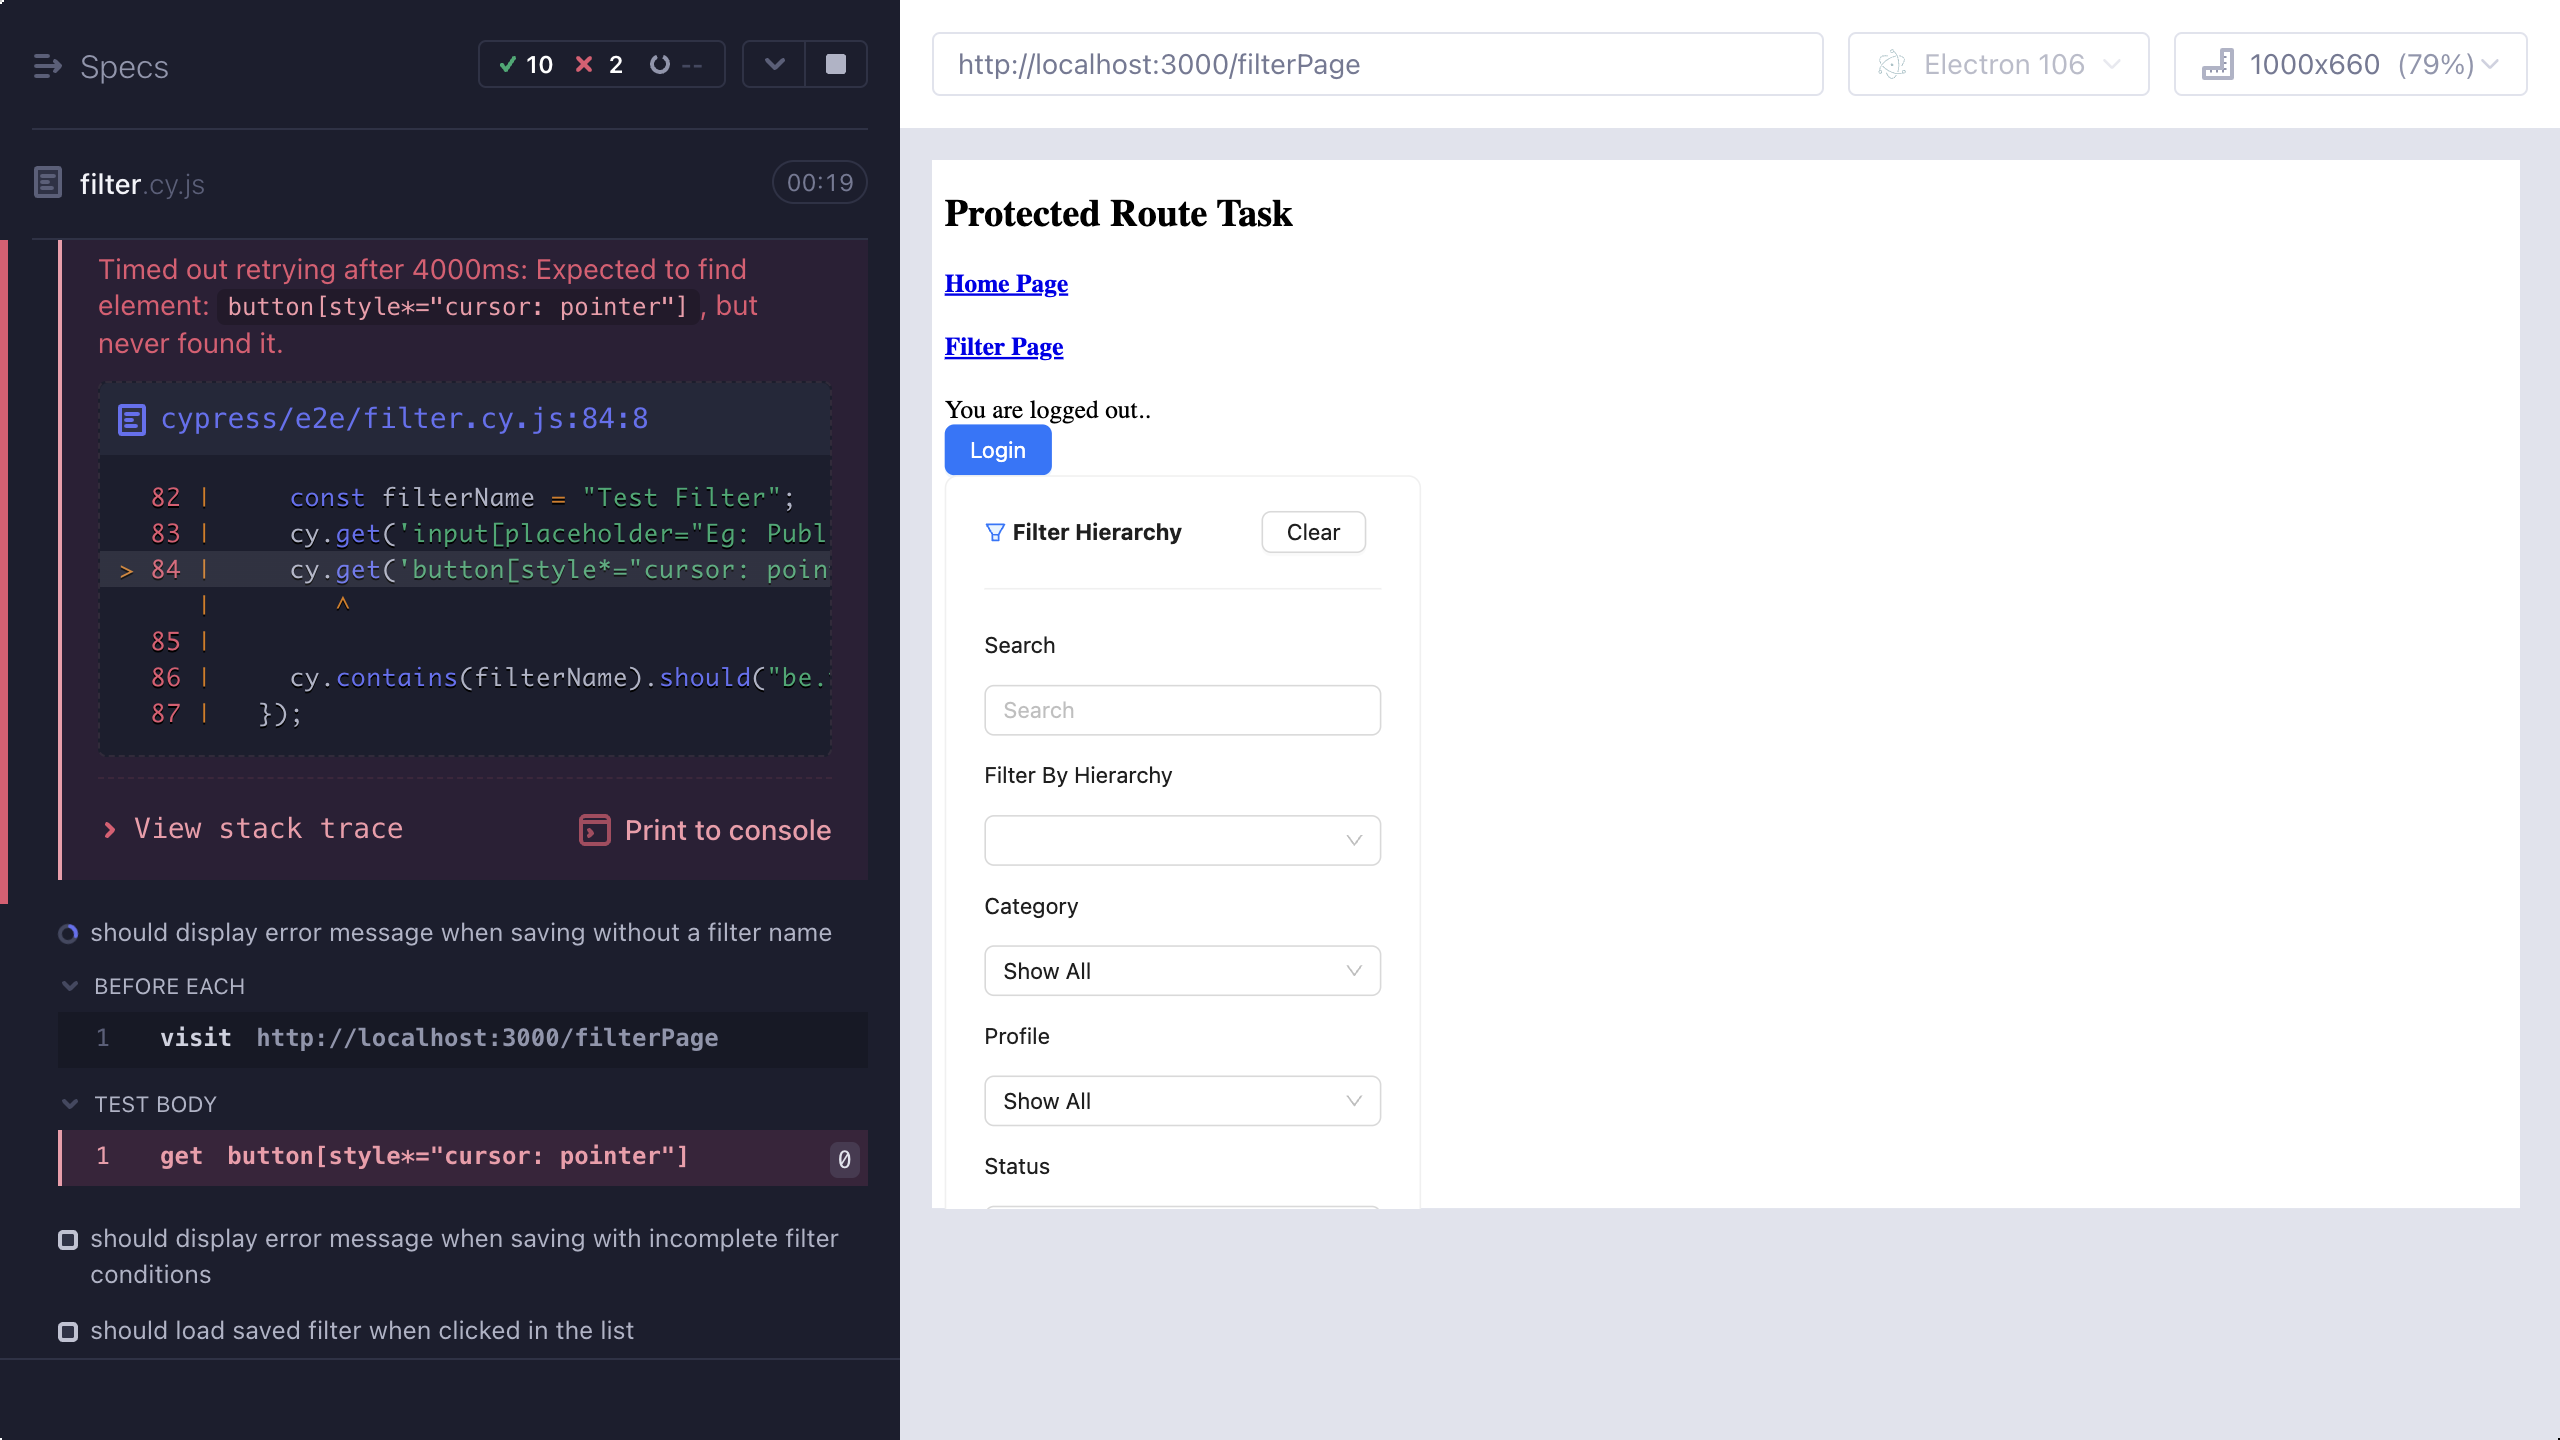 Specs
10 2 --
filter.cy.js
00:19
Timed out retrying after 4000ms: Expected to find
element: button[style*="cursor: pointer"] , but
never found it.
cypress/e2e/filter.cy.js:84:8
82 | const filterName = "Test Filter";
83 | cy.get('input[placeholder="Eg: Publ
> 84 | cy.get('button[style*="cursor: poin
| ^
85 |
86 | cy.contains(filterName).should("be.
87 | });
View stack trace
Print to console
should display error message when saving without a filter name
BEFORE EACH
1 visit http://localhost:3000/filterPage
TEST BODY
1 get button[style*="cursor: pointer"] 0
should display error message when saving with incomplete filter
conditions
should load saved filter when clicked in the list
http://localhost:3000/filterPage
Electron 106
1000x660 (79%)
Protected Route Task
Home Page
Filter Page
You are logged out..
Login
Filter Hierarchy
Clear
Search
Search
Filter By Hierarchy
Category
Show All
Profile
Show All
Status